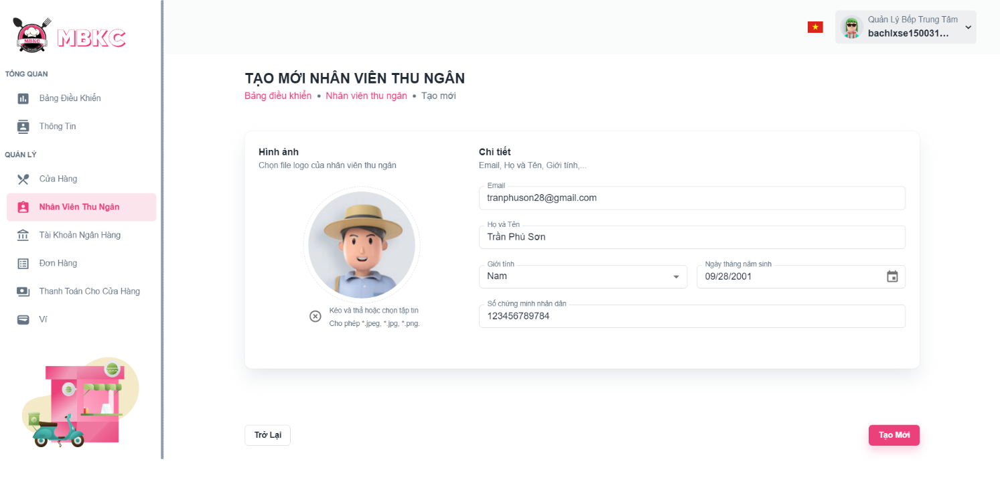 MBKC
MBKC
Quản Lý Bếp Trung Tâm
bachlxse150031...
TỔNG QUAN
Bảng Điều Khiển
Thông Tin
QUẢN LÝ
Cửa Hàng
Nhân Viên Thu Ngân
Tài Khoản Ngân Hàng
Đơn Hàng
Thanh Toán Cho Cửa Hàng
Ví
TẠO MỚI NHÂN VIÊN THU NGÂN
Bảng điều khiển • Nhân viên thu ngân • Tạo mới
Hình ảnh
Chọn file logo của nhân viên thu ngân
Kéo và thả hoặc chọn tập tin
Cho phép *.jpeg, *.jpg, *.png.
Chi tiết
Email, Họ và Tên, Giới tính,...
Email
tranphuson28@gmail.com
Họ và Tên
Trần Phú Sơn
Giới tính
Nam
Ngày tháng năm sinh
09/28/2001
Số chứng minh nhân dân
123456789784
Trở Lại
Tạo Mới